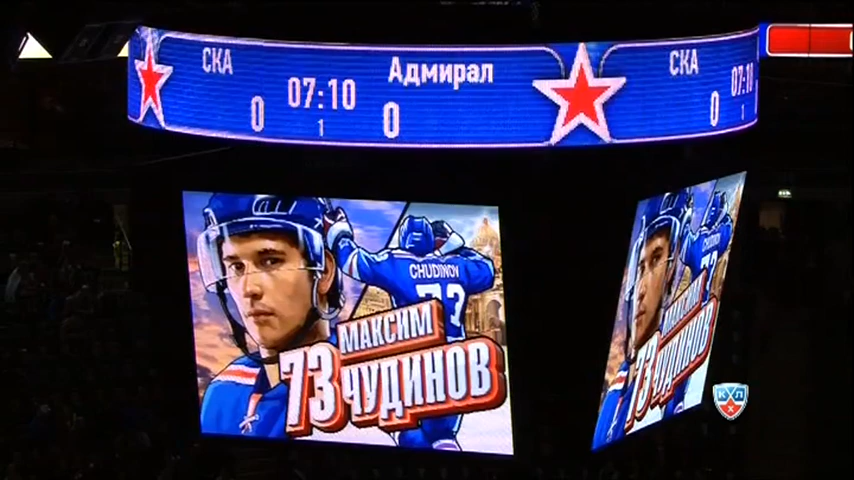 СКА
Адмирал
СКА
0
07:10
1
0
0
07:10
1
CHUDINOV
73
МАКСИМ
73 ЧУДИНОВ
CHUDINOV
МАКСИМ
73 ЧУДИНОВ
КХЛ